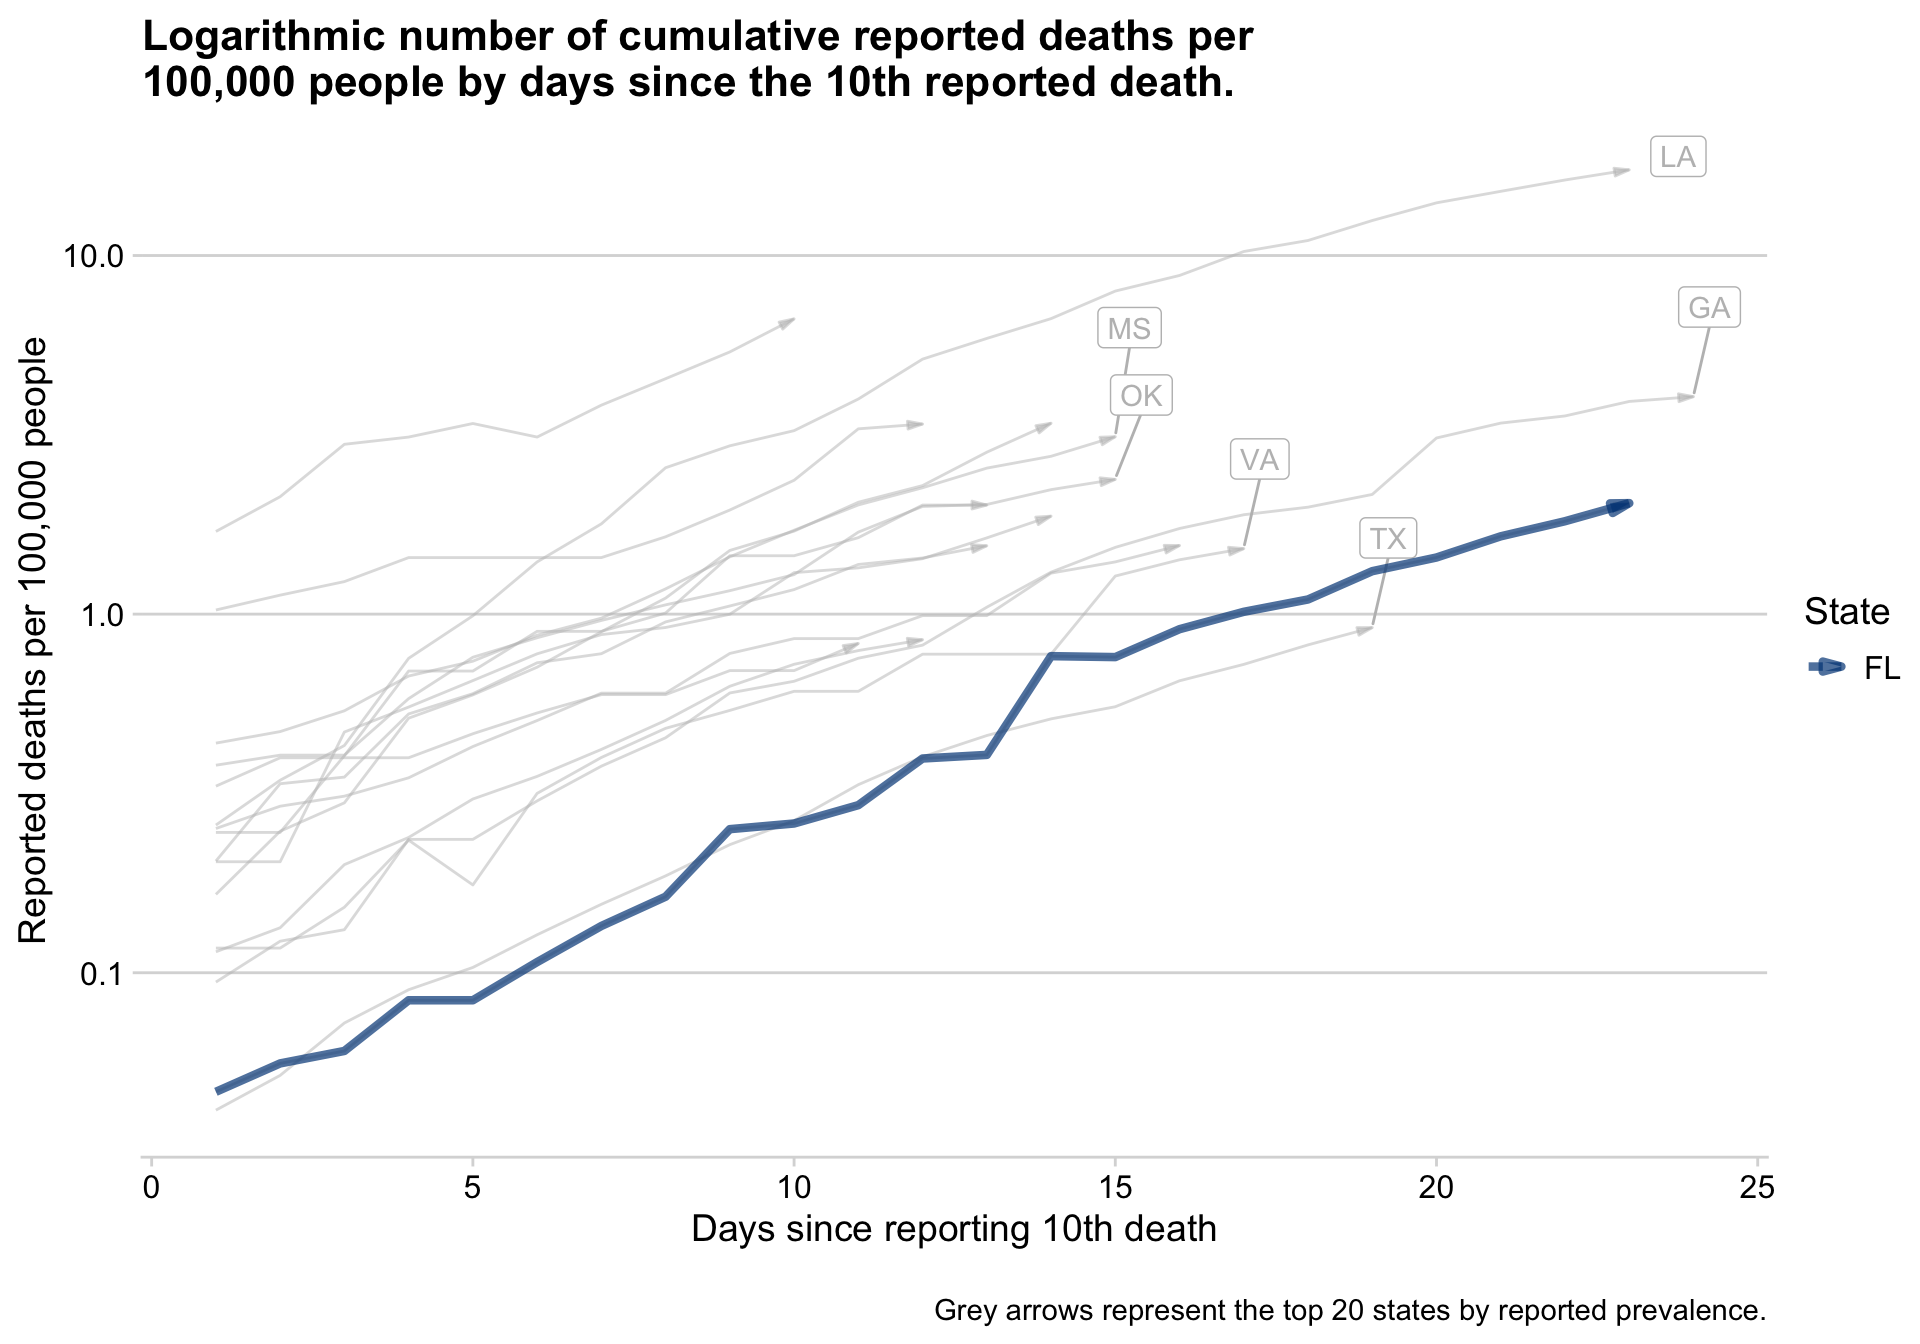 Logarithmic number of cumulative reported deaths per
100,000 people by days since the 10th reported death.
LA
10.0
GA
MS
OK
VA
TX
1.0
0.1
Reported deaths per 100,000 people
State
FL
0 5 10 15 20 25
Days since reporting 10th death
Grey arrows represent the top 20 states by reported prevalence.